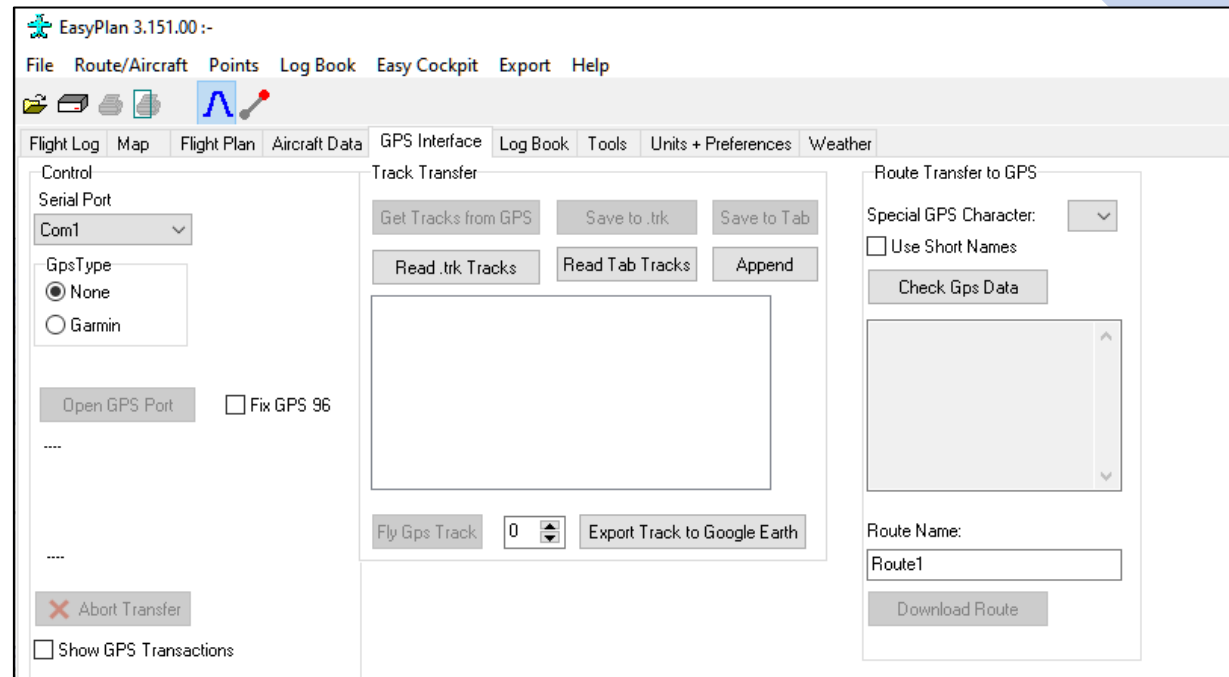 EasyPlan 3.151.00 :-
File Route/Aircraft Points Log Book Easy Cockpit Export Help
Flight Log Map Flight Plan Aircraft Data GPS Interface Log Book Tools Units + Preferences Weather
Control
Serial Port
Com1
GpsType
None
Garmin
Open GPS Port Fix GPS 96
----
----
Abort Transfer
Show GPS Transactions
Track Transfer
Get Tracks from GPS Save to .trk Save to Tab
Read .trk Tracks Read Tab Tracks Append
Fly Gps Track 0 Export Track to Google Earth
Route Transfer to GPS
Special GPS Character:
Use Short Names
Check Gps Data
Route Name:
Route1
Download Route